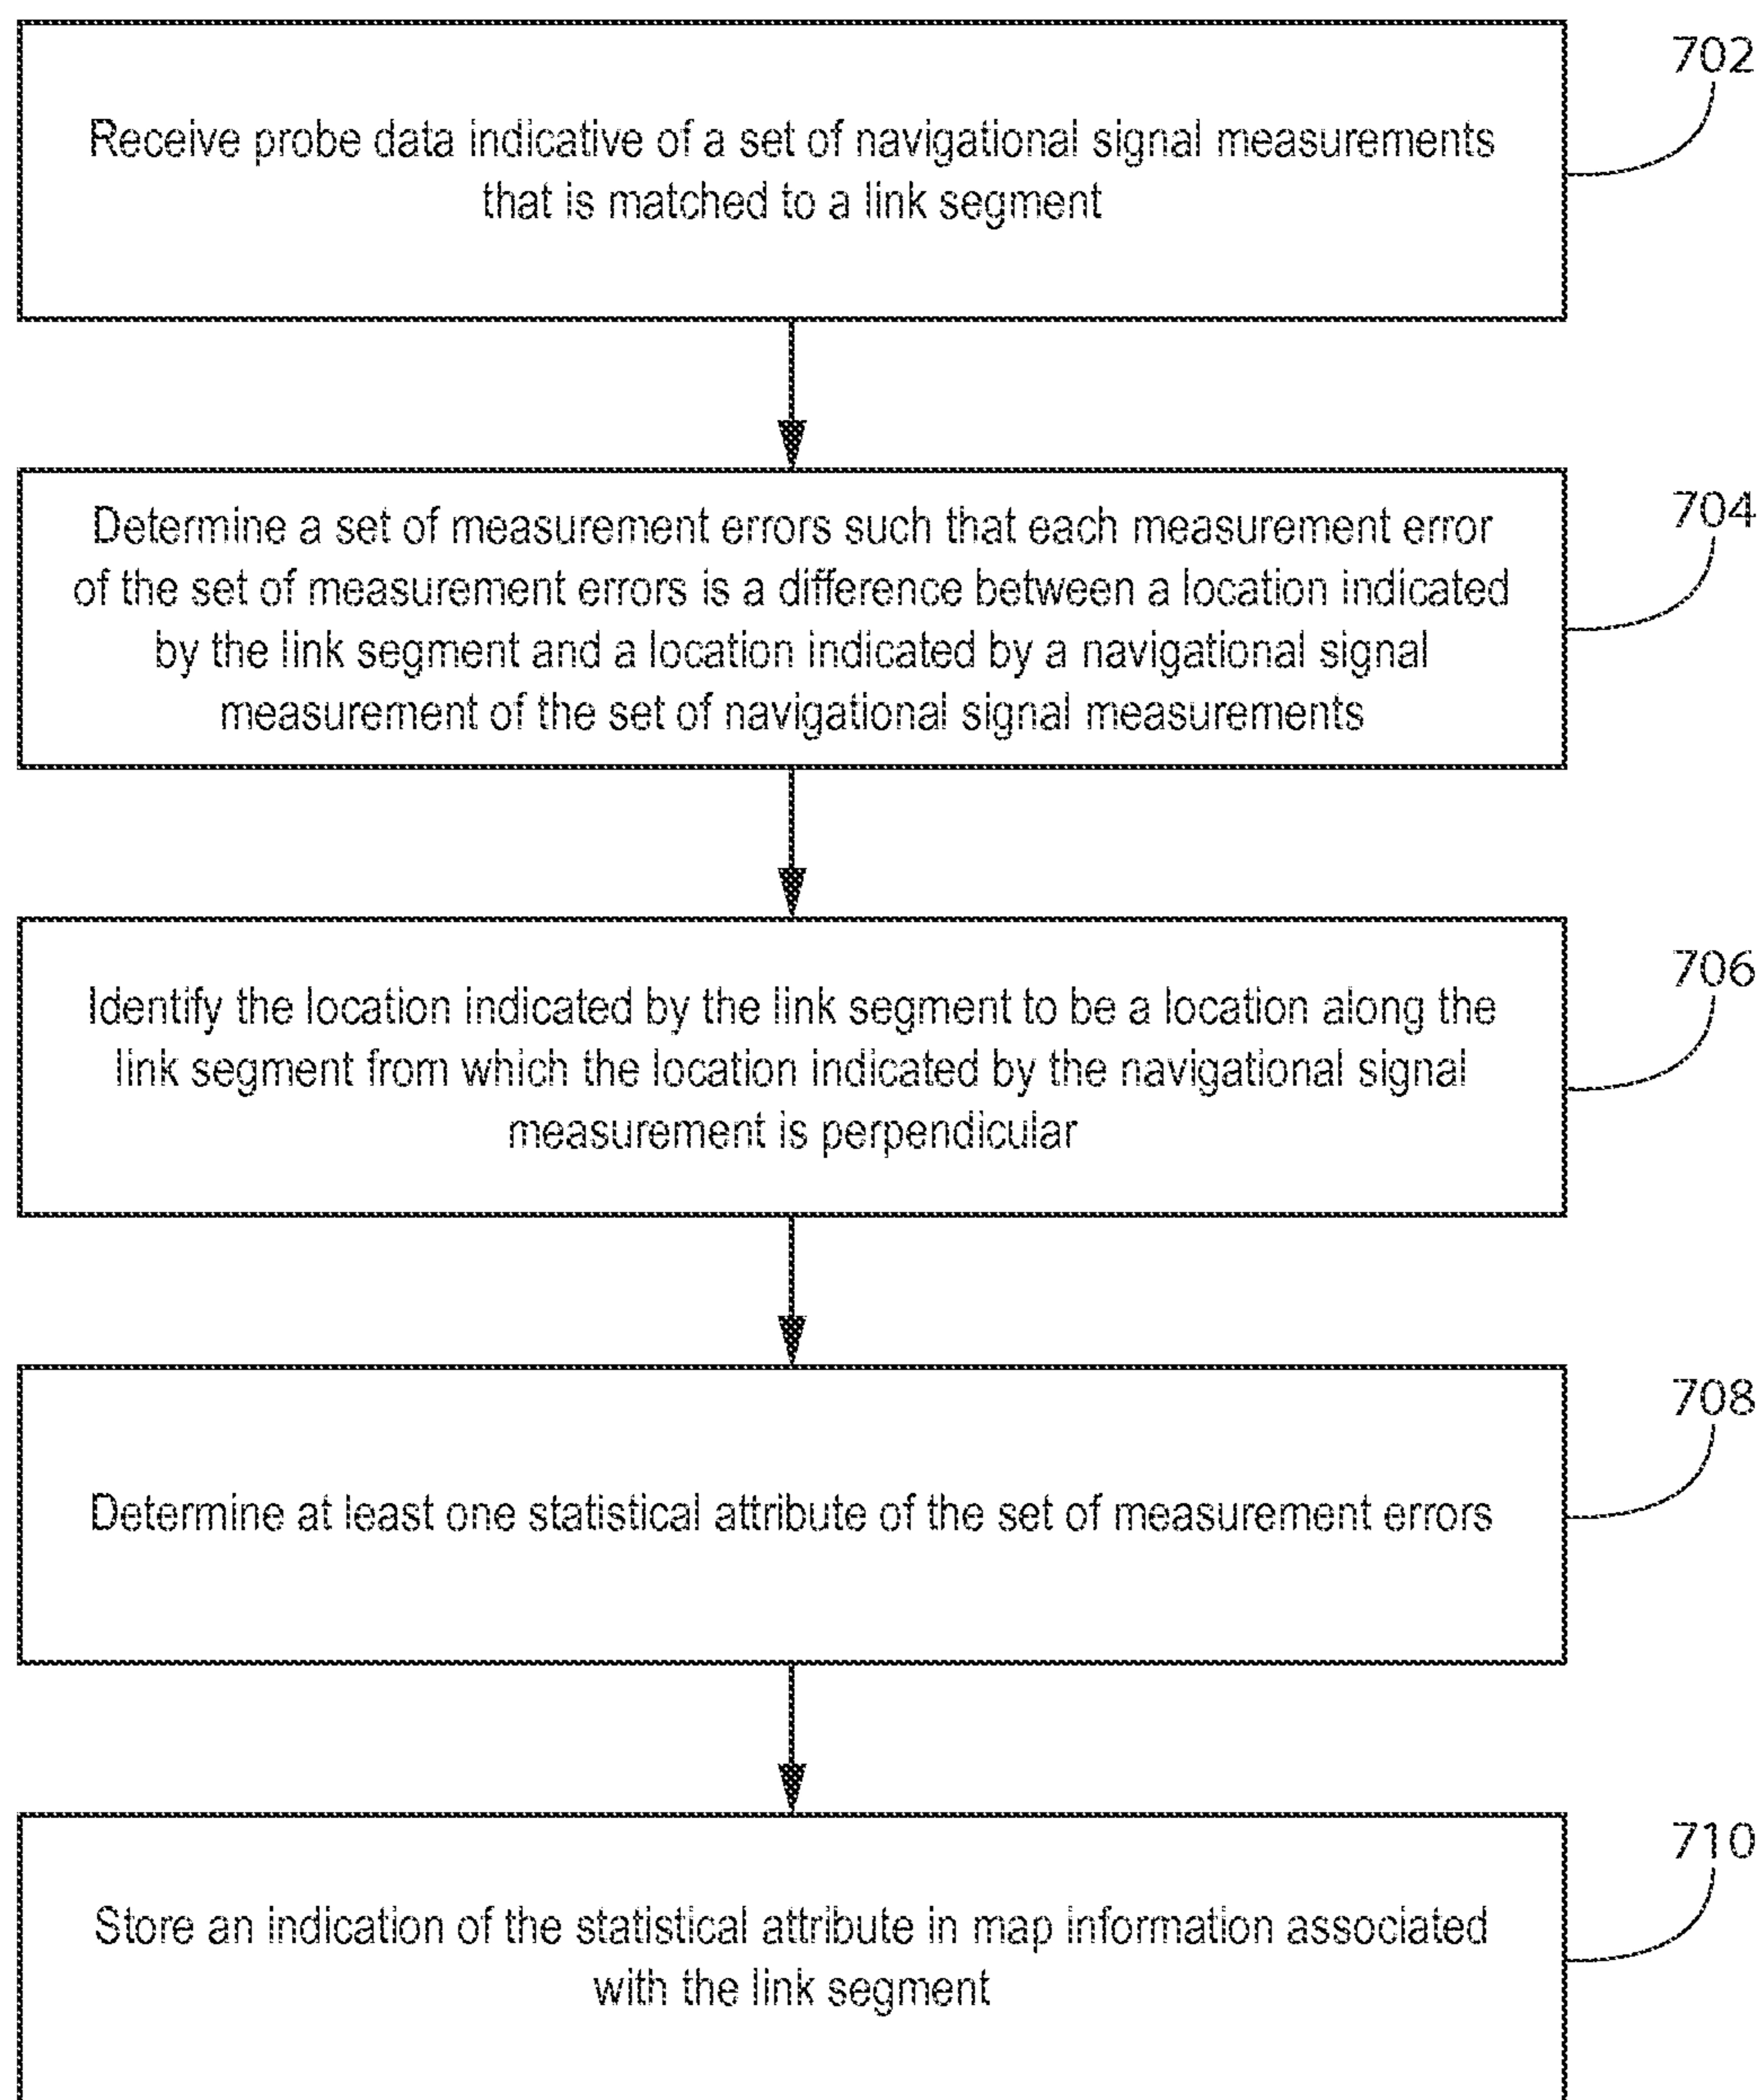 702
Receive probe data indicative of a set of navigational signal measurements
that is matched to a link segment
704
Determine a set of measurement errors such that each measurement error
of the set of measurement errors is a difference between a location indicated
by the link segment and a location indicated by a navigational signal
measurement of the set of navigational signal measurements
706
Identify the location indicated by the link segment to be a location along the
link segment from which the location indicated by the navigational signal
measurement is perpendicular
708
Determine at least one statistical attribute of the set of measurement errors
710
Store an indication of the statistical attribute in map information associated
with the link segment